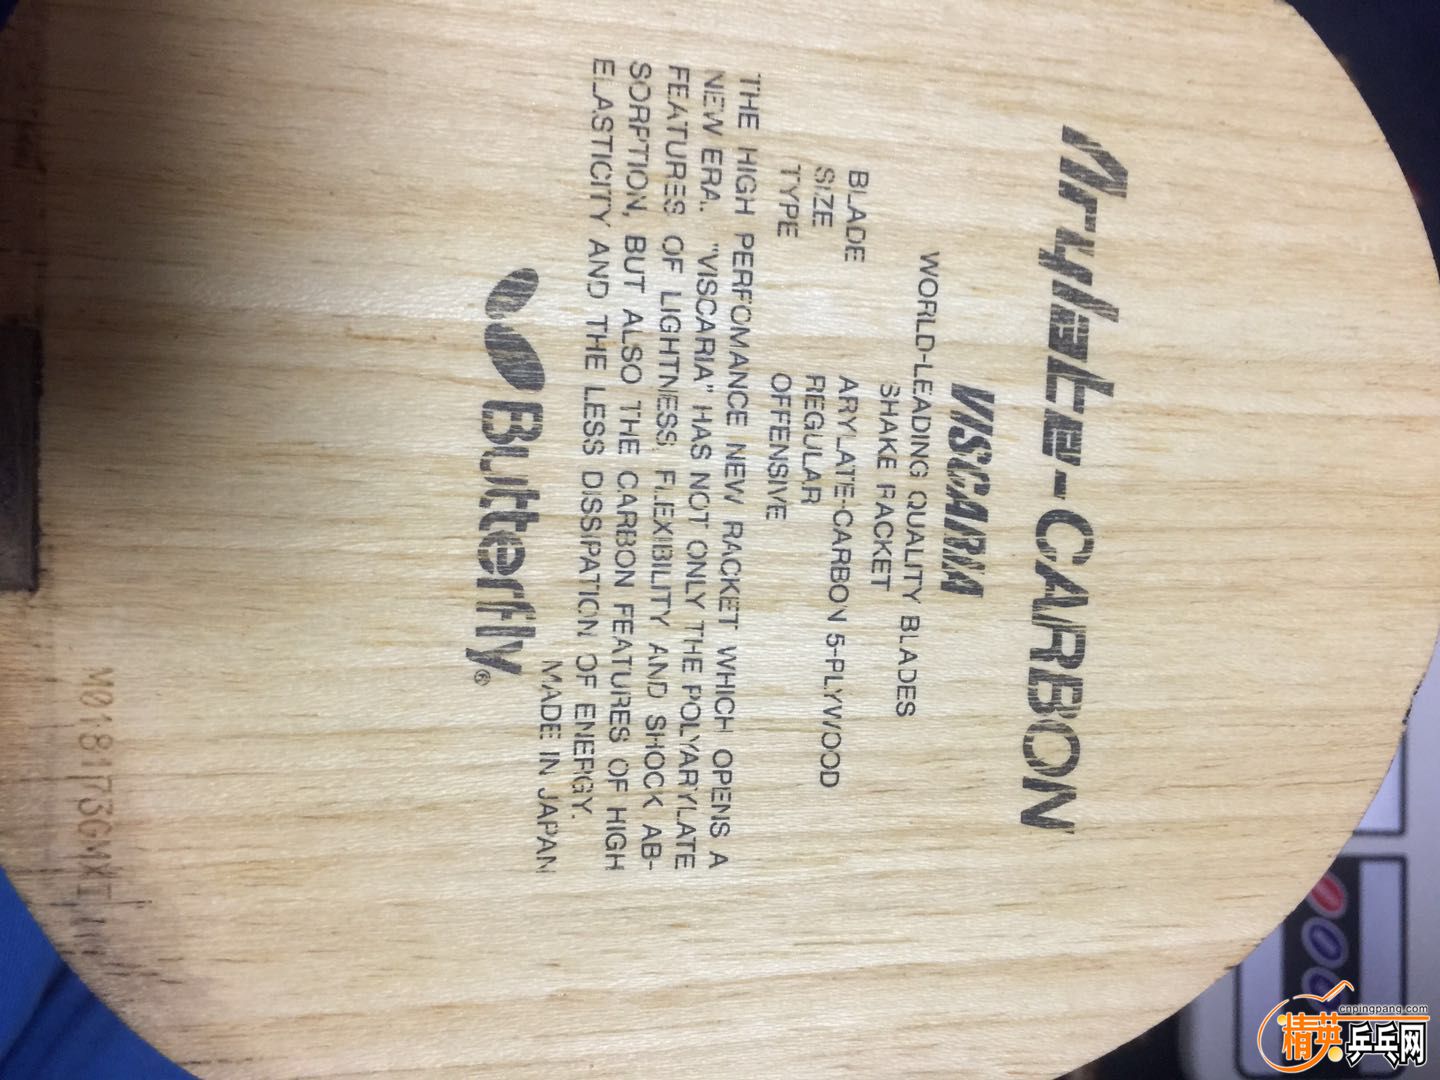 Arylate-CARBON
VISCARIA
WORLD-LEADING QUALITY BLADES
SHAKE RACKET
BLADE ARYLATE-CARBON 5-PLYWOOD
SIZE REGULAR
TYPE OFFENSIVE
THE HIGH PERFOMANCE NEW RACKET WHICH OPENS A
NEW ERA. "VISCARIA" HAS NOT ONLY THE POLYARYLATE
FEATURES OF LIGHTNESS, FLEXIBILITY AND SHOCK AB-
SORPTION, BUT ALSO THE CARBON FEATURES OF HIGH
ELASTICITY AND THE LESS DISSIPATION OF ENERGY.
MADE IN JAPAN
Butterfly®
cnpingpang.com
精英乒乓网